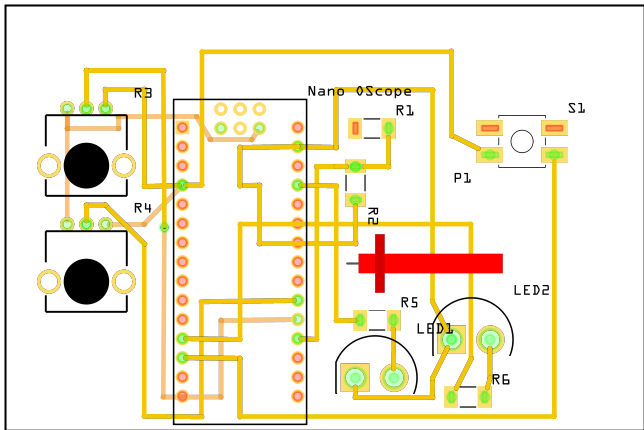 R3
Nano OScope
R1
S1
P1
R4
R2
LED2
R5
LED1
R6